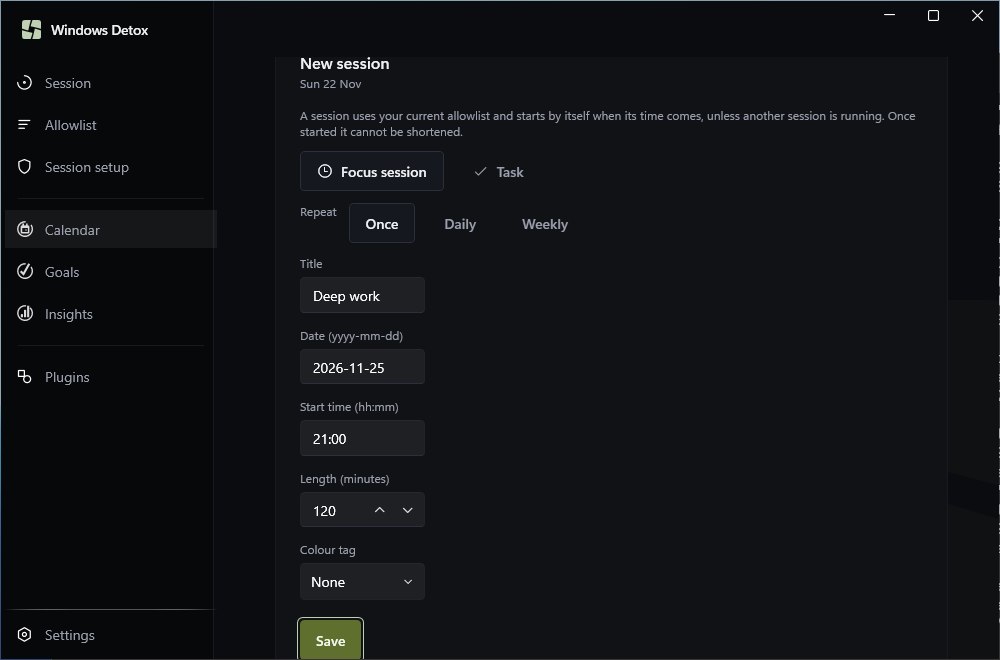 Windows Detox
Session
Allowlist
Session setup
Calendar
Goals
Insights
Plugins
Settings
New session
Sun 22 Nov
A session uses your current allowlist and starts by itself when its time comes, unless another session is running. Once
started it cannot be shortened.
Focus session
Task
Repeat
Once
Daily
Weekly
Title
Deep work
Date (yyyy-mm-dd)
2026-11-25
Start time (hh:mm)
21:00
Length (minutes)
120
Colour tag
None
Save